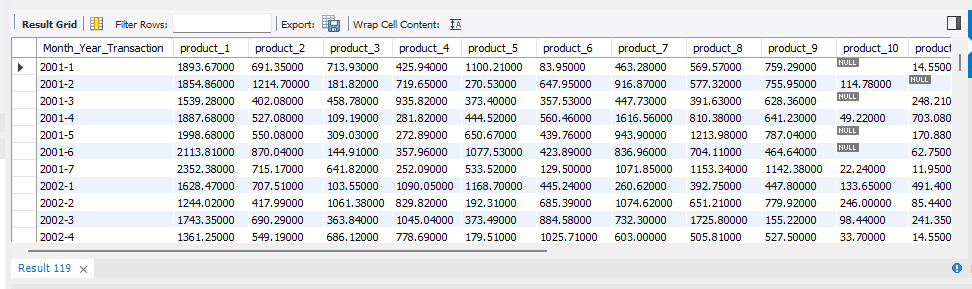 Result Grid Filter Rows: Export: Wrap Cell Content: IA
Month_Year_Transaction product_1 product_2 product_3 product_4 product_5 product_6 product_7 product_8 product_9 product_10 product
2001-1 1893.67000 691.35000 713.93000 425.94000 1100.21000 83.95000 463.28000 569.57000 759.29000 NULL 14.5500
2001-2 1854.86000 1214.70000 181.82000 719.65000 270.53000 647.95000 916.87000 577.32000 755.95000 114.78000 NULL
2001-3 1539.28000 402.08000 458.78000 935.82000 373.40000 357.53000 447.73000 391.63000 628.36000 NULL 248.210
2001-4 1887.68000 527.08000 109.19000 281.82000 444.52000 560.46000 1616.56000 810.38000 641.23000 49.22000 703.080
2001-5 1998.68000 550.08000 309.03000 272.89000 650.67000 439.76000 943.90000 1213.98000 787.04000 NULL 170.880
2001-6 2113.81000 870.04000 144.91000 357.96000 1077.53000 423.89000 836.96000 704.11000 464.64000 NULL 62.7500
2001-7 2352.38000 715.17000 641.82000 252.09000 533.52000 129.50000 1071.85000 1153.34000 1142.38000 22.24000 11.9500
2002-1 1628.47000 707.51000 103.55000 1090.05000 1168.70000 445.24000 260.62000 392.75000 447.80000 133.65000 491.400
2002-2 1244.02000 417.99000 1061.38000 829.82000 192.31000 685.39000 1074.62000 651.21000 779.92000 246.00000 85.4400
2002-3 1743.35000 690.29000 363.84000 1045.04000 373.49000 884.58000 732.30000 1725.80000 155.22000 98.44000 241.350
2002-4 1361.25000 549.19000 686.12000 778.69000 179.51000 1025.71000 603.00000 505.81000 527.50000 33.70000 14.5500
Result 119